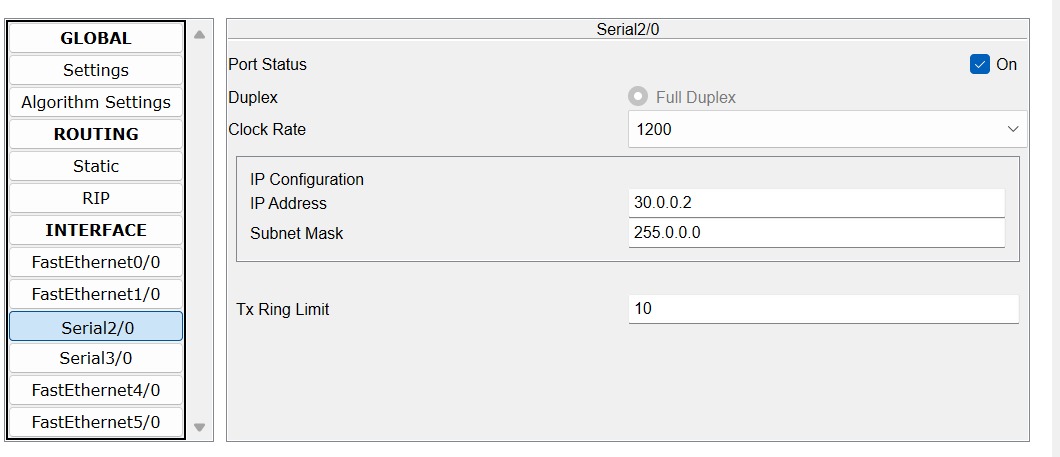 GLOBAL
Settings
Algorithm Settings
ROUTING
Static
RIP
INTERFACE
FastEthernet0/0
FastEthernet1/0
Serial2/0
Serial3/0
FastEthernet4/0
FastEthernet5/0
Serial2/0
Port Status On
Duplex Full Duplex
Clock Rate 1200
IP Configuration
IP Address 30.0.0.2
Subnet Mask 255.0.0.0
Tx Ring Limit 10